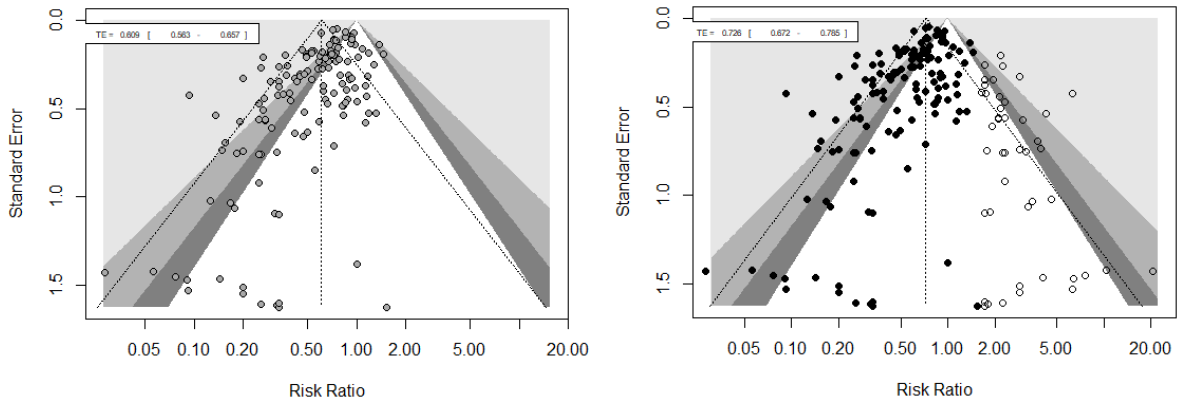 TE = 0.609 [ 0.563 - 0.657 ]
0.0
0.5
1.0
1.5
Standard Error
0.05 0.10 0.20 0.50 1.00 2.00 5.00 20.00
Risk Ratio
TE = 0.726 [ 0.672 - 0.785 ]
0.0
0.5
1.0
1.5
Standard Error
0.05 0.10 0.20 0.50 1.00 2.00 5.00 20.00
Risk Ratio